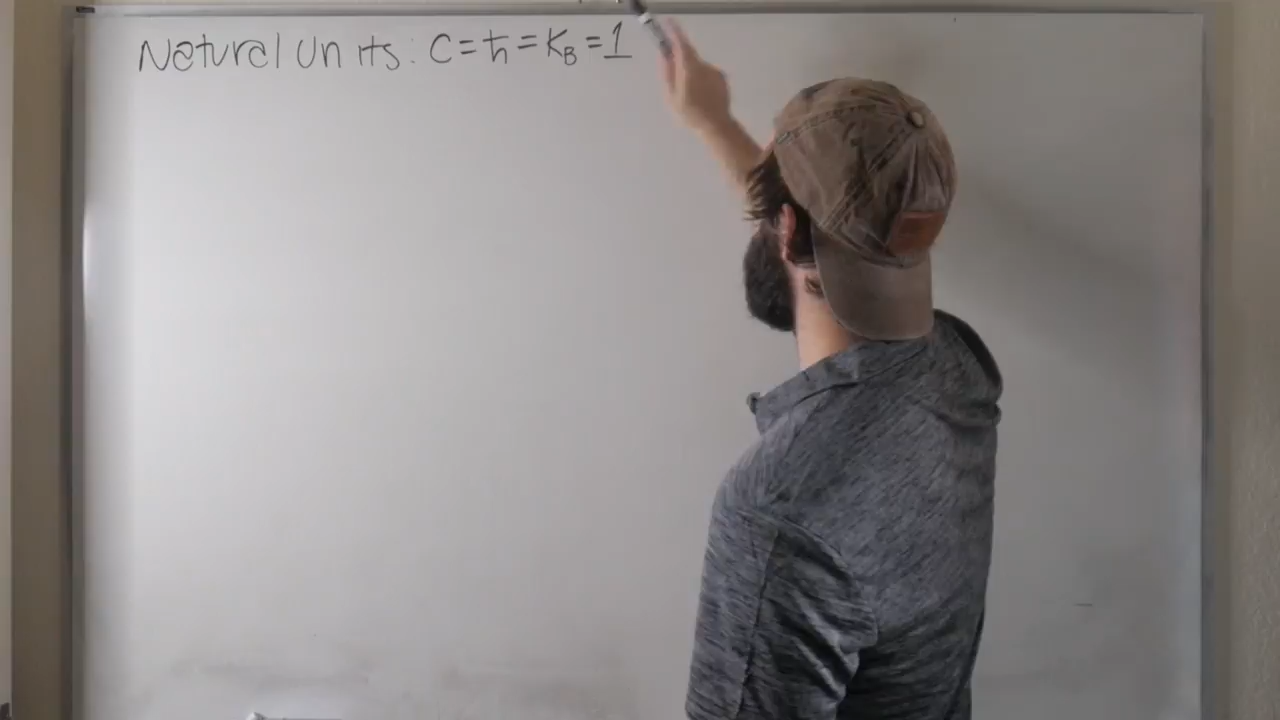 Natural Units: C = ħ = K_B = 1